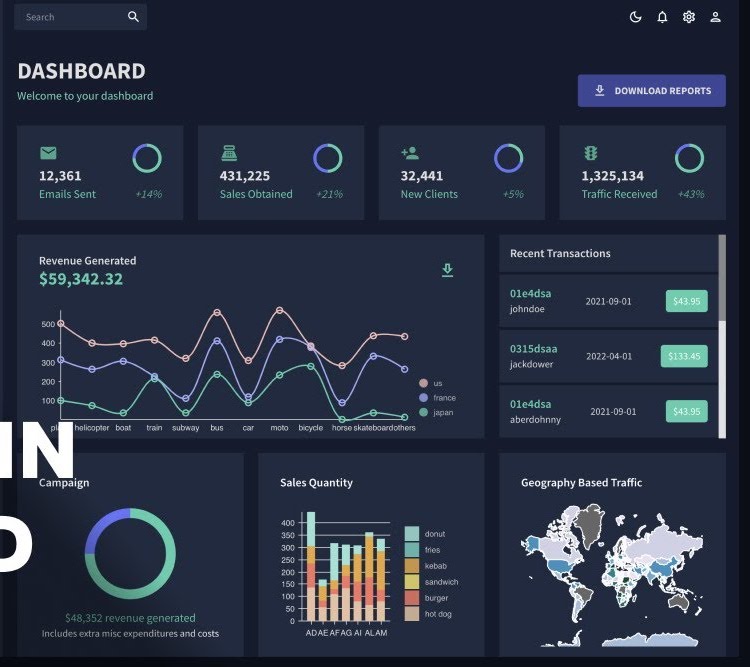 Search
DASHBOARD
Welcome to your dashboard
DOWNLOAD REPORTS
12,361
Emails Sent
+14%
431,225
Sales Obtained
+21%
32,441
New Clients
+5%
1,325,134
Traffic Received
+43%
Revenue Generated
$59,342.32
500
400
300
200
100
helicopter boat train subway bus car moto bicycle horse skateboard others
us
france
japan
Recent Transactions
01e4dsa
johndoe
2021-09-01
$43.95
0315dsaa
jackdower
2022-04-01
$133.45
01e4dsa
aberdohnny
2021-09-01
$43.95
IN
D
Campaign
$48,352 revenue generated
Includes extra misc expenditures and costs
Sales Quantity
400
350
300
250
200
150
100
50
0
AD AE AF AG AI AL AM
donut
fries
kebab
sandwich
burger
hot dog
Geography Based Traffic